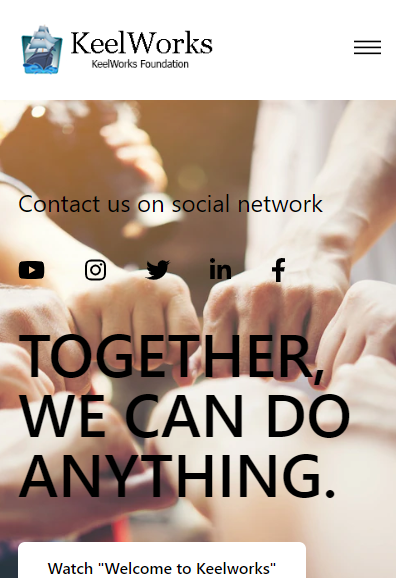 KeelWorks
KeelWorks Foundation
Contact us on social network
TOGETHER,
WE CAN DO
ANYTHING.
Watch "Welcome to Keelworks"